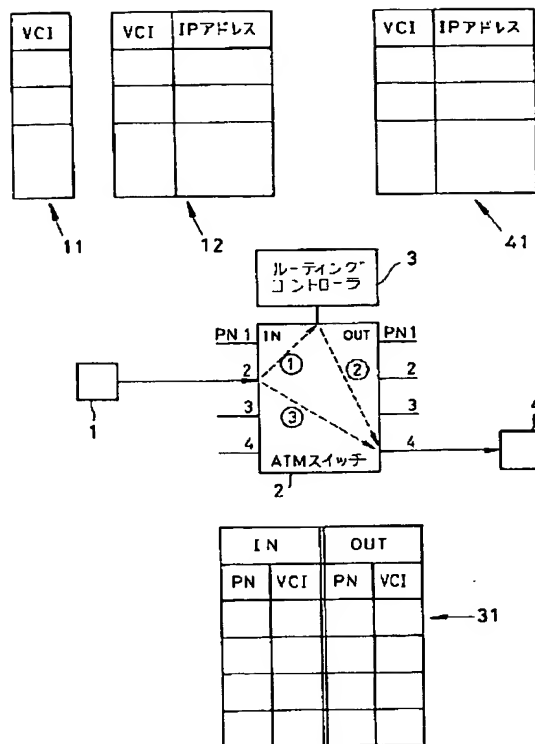 VCI
VCI IPアドレス
VCI IPアドレス
11
12
41
ルーティング
コントローラ
3
PN 1 IN OUT PN1
① ②
2 2
③
3 3
1
4 4
4
ATMスイッチ
2
IN OUT
PN VCI PN VCI
31